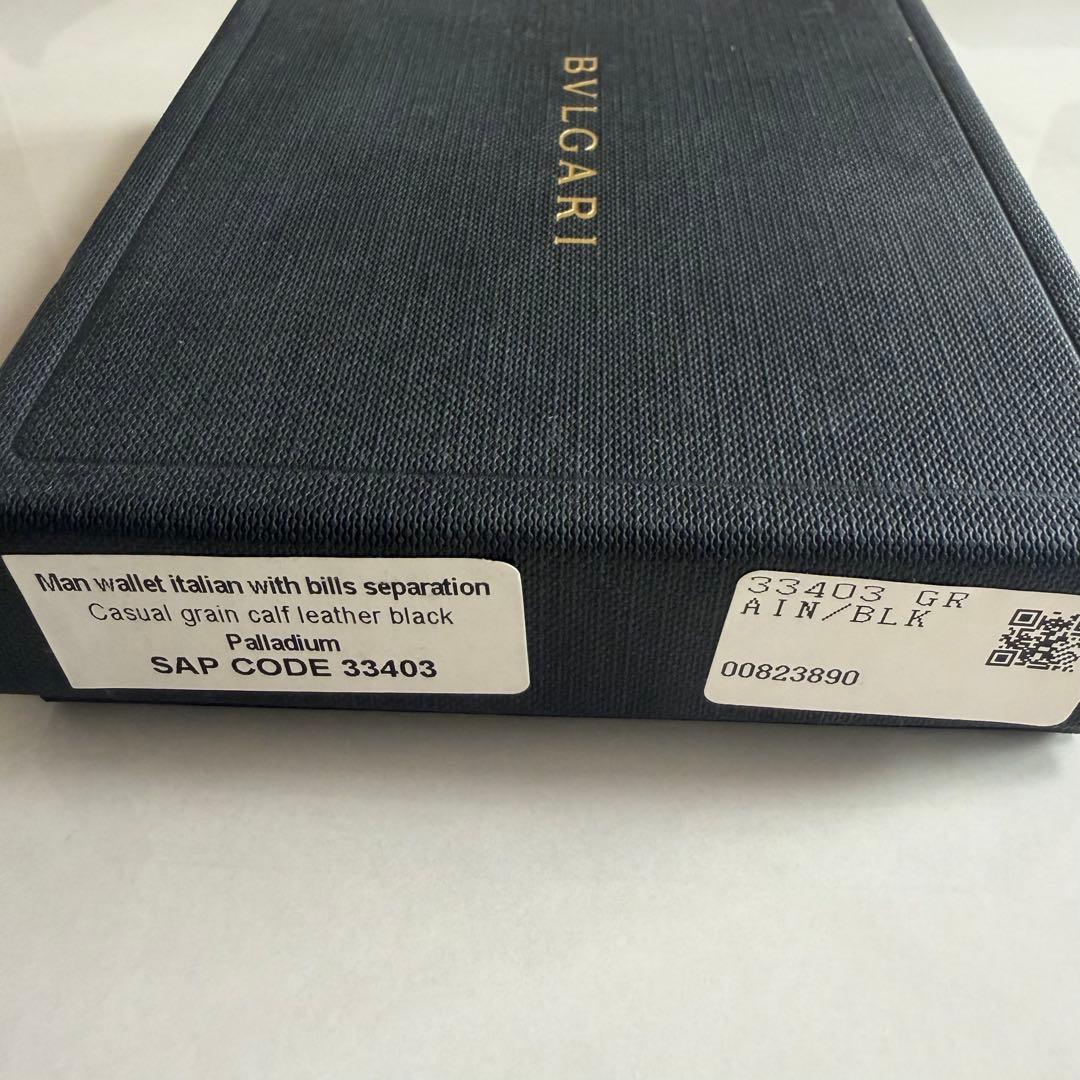 BVLGARI
Man wallet italian with bills separation
Casual grain calf leather black
Palladium
SAP CODE 33403
33403 GR
AIN/BLK
00823890